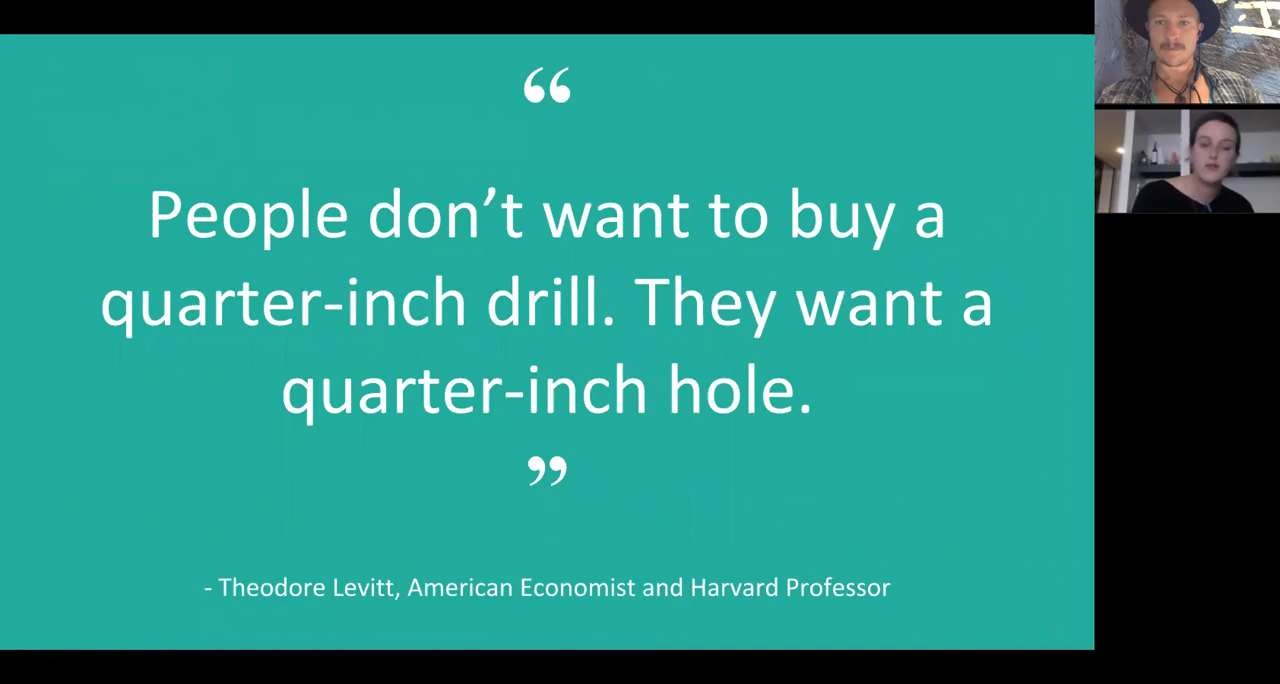 “
People don’t want to buy a
quarter-inch drill. They want a
quarter-inch hole.
”
- Theodore Levitt, American Economist and Harvard Professor